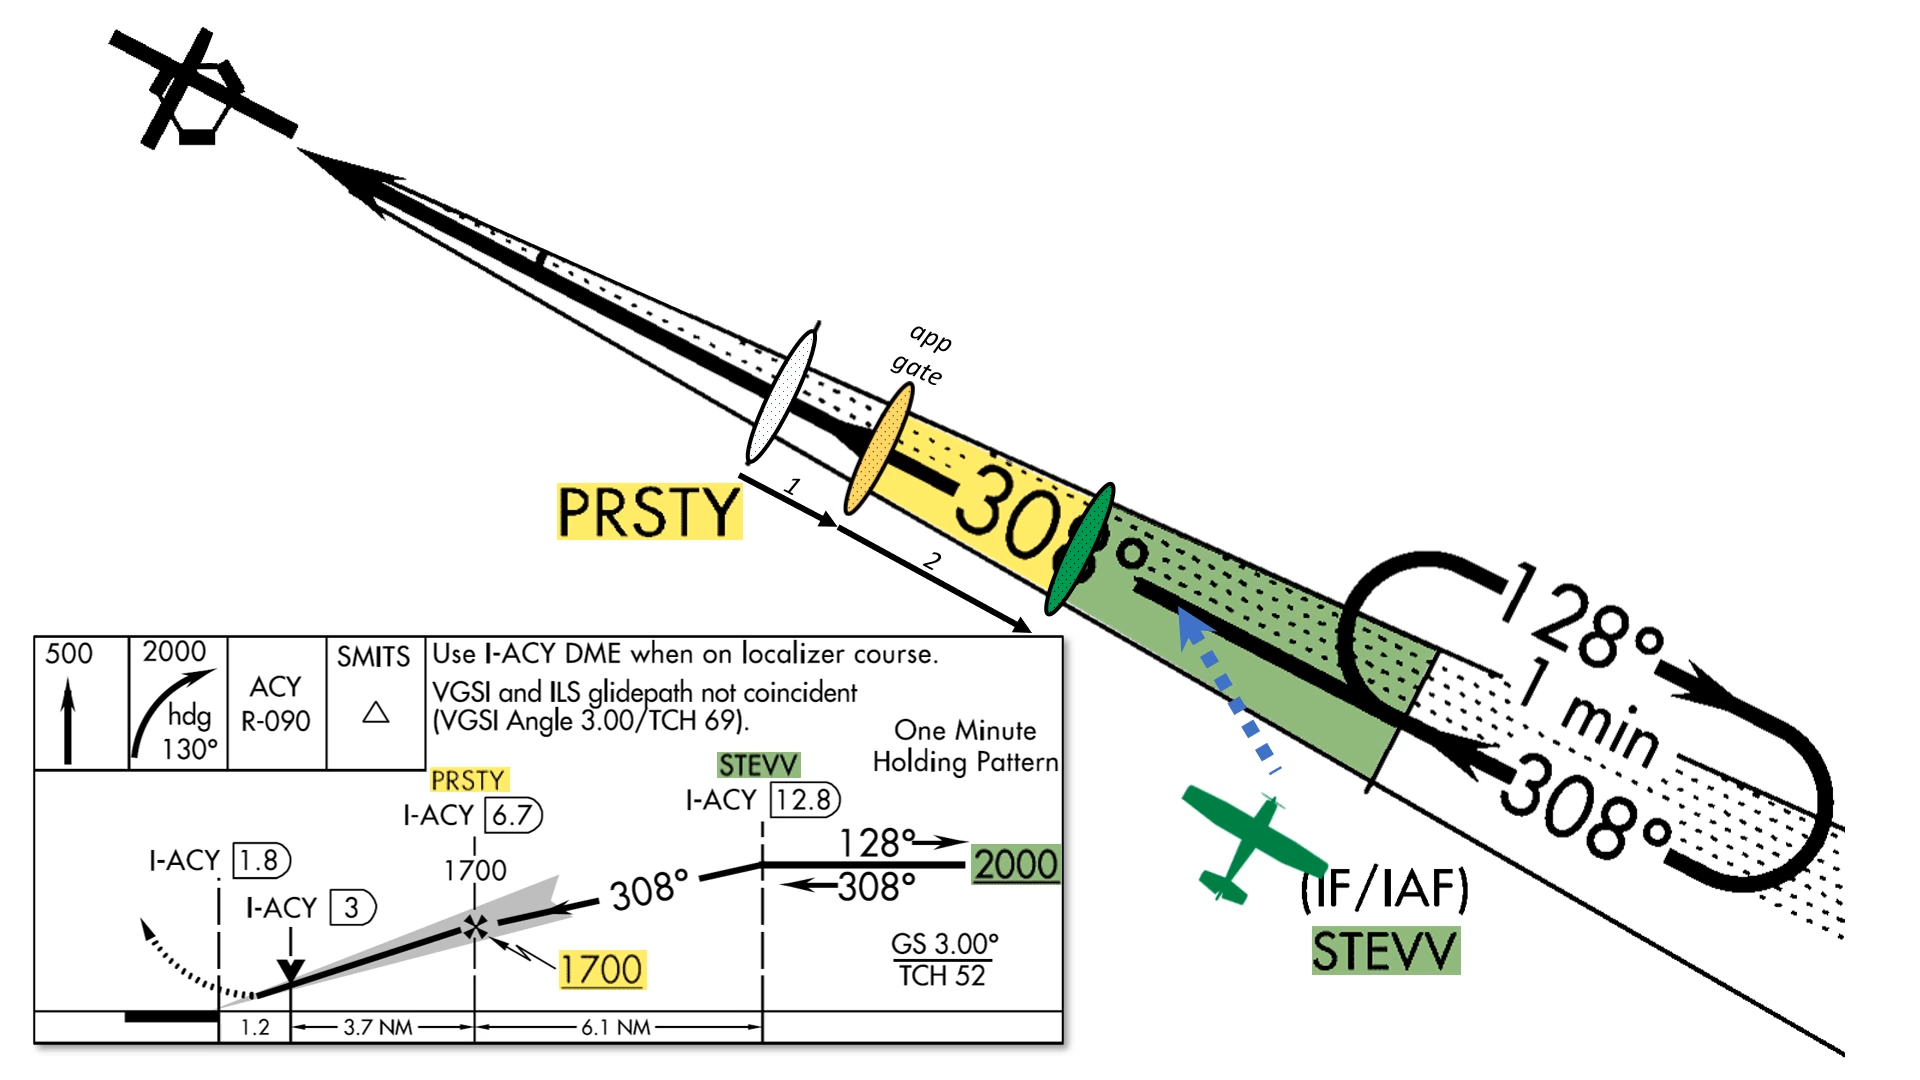 app
gate
308°
PRSTY
1
2
128°
1 min
308°
(IF/IAF)
STEVV
500
2000
hdg
130°
ACY
R-090
SMITS
Use I-ACY DME when on localizer course.
VGSI and ILS glidepath not coincident
(VGSI Angle 3.00/TCH 69).
One Minute
Holding Pattern
PRSTY
I-ACY 6.7
1700
STEVV
I-ACY 12.8
128°
2000
308°
308°
I-ACY 1.8
I-ACY 3
1700
GS 3.00°
TCH 52
1.2
3.7 NM
6.1 NM